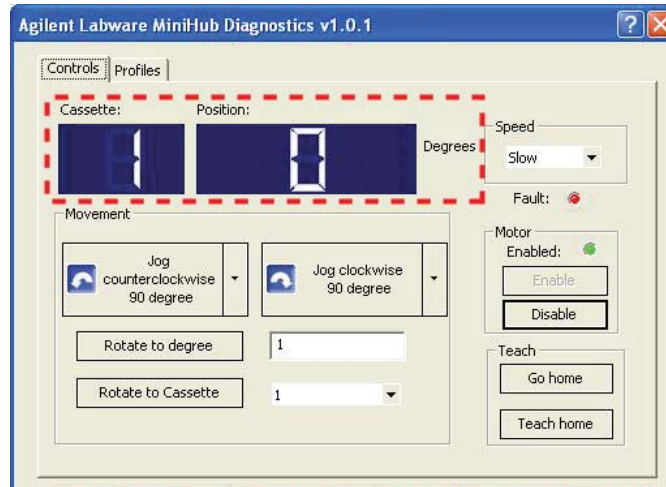 Agilent Labware MiniHub Diagnostics v1.0.1
Controls Profiles
Cassette: Position:
1 0 Degrees
Speed
Slow
Fault:
Movement
Jog counterclockwise 90 degree
Jog clockwise 90 degree
Motor
Enabled:
Enable
Disable
Rotate to degree 1
Rotate to Cassette 1
Teach
Go home
Teach home